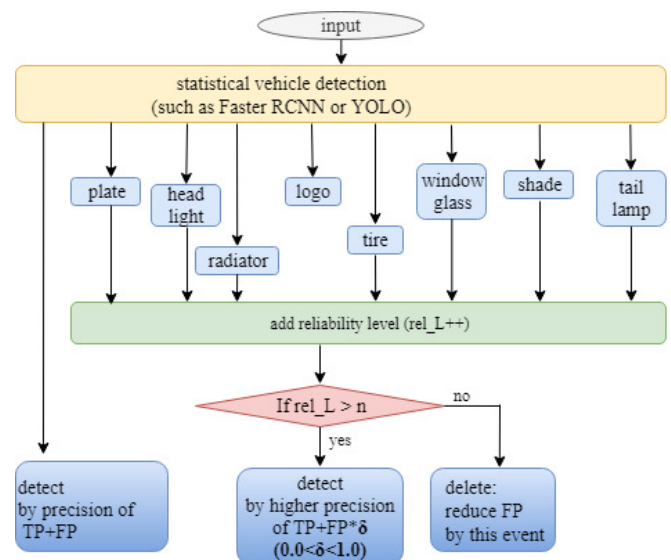 input
statistical vehicle detection
(such as Faster RCNN or YOLO)
plate
head
light
radiator
logo
tire
window
glass
shade
tail
lamp
add reliability level (rel_L++)
If rel_L > n
no
yes
detect
by precision of
TP+FP
detect
by higher precision
of TP+FP*δ
(0.0<δ<1.0)
delete:
reduce FP
by this event